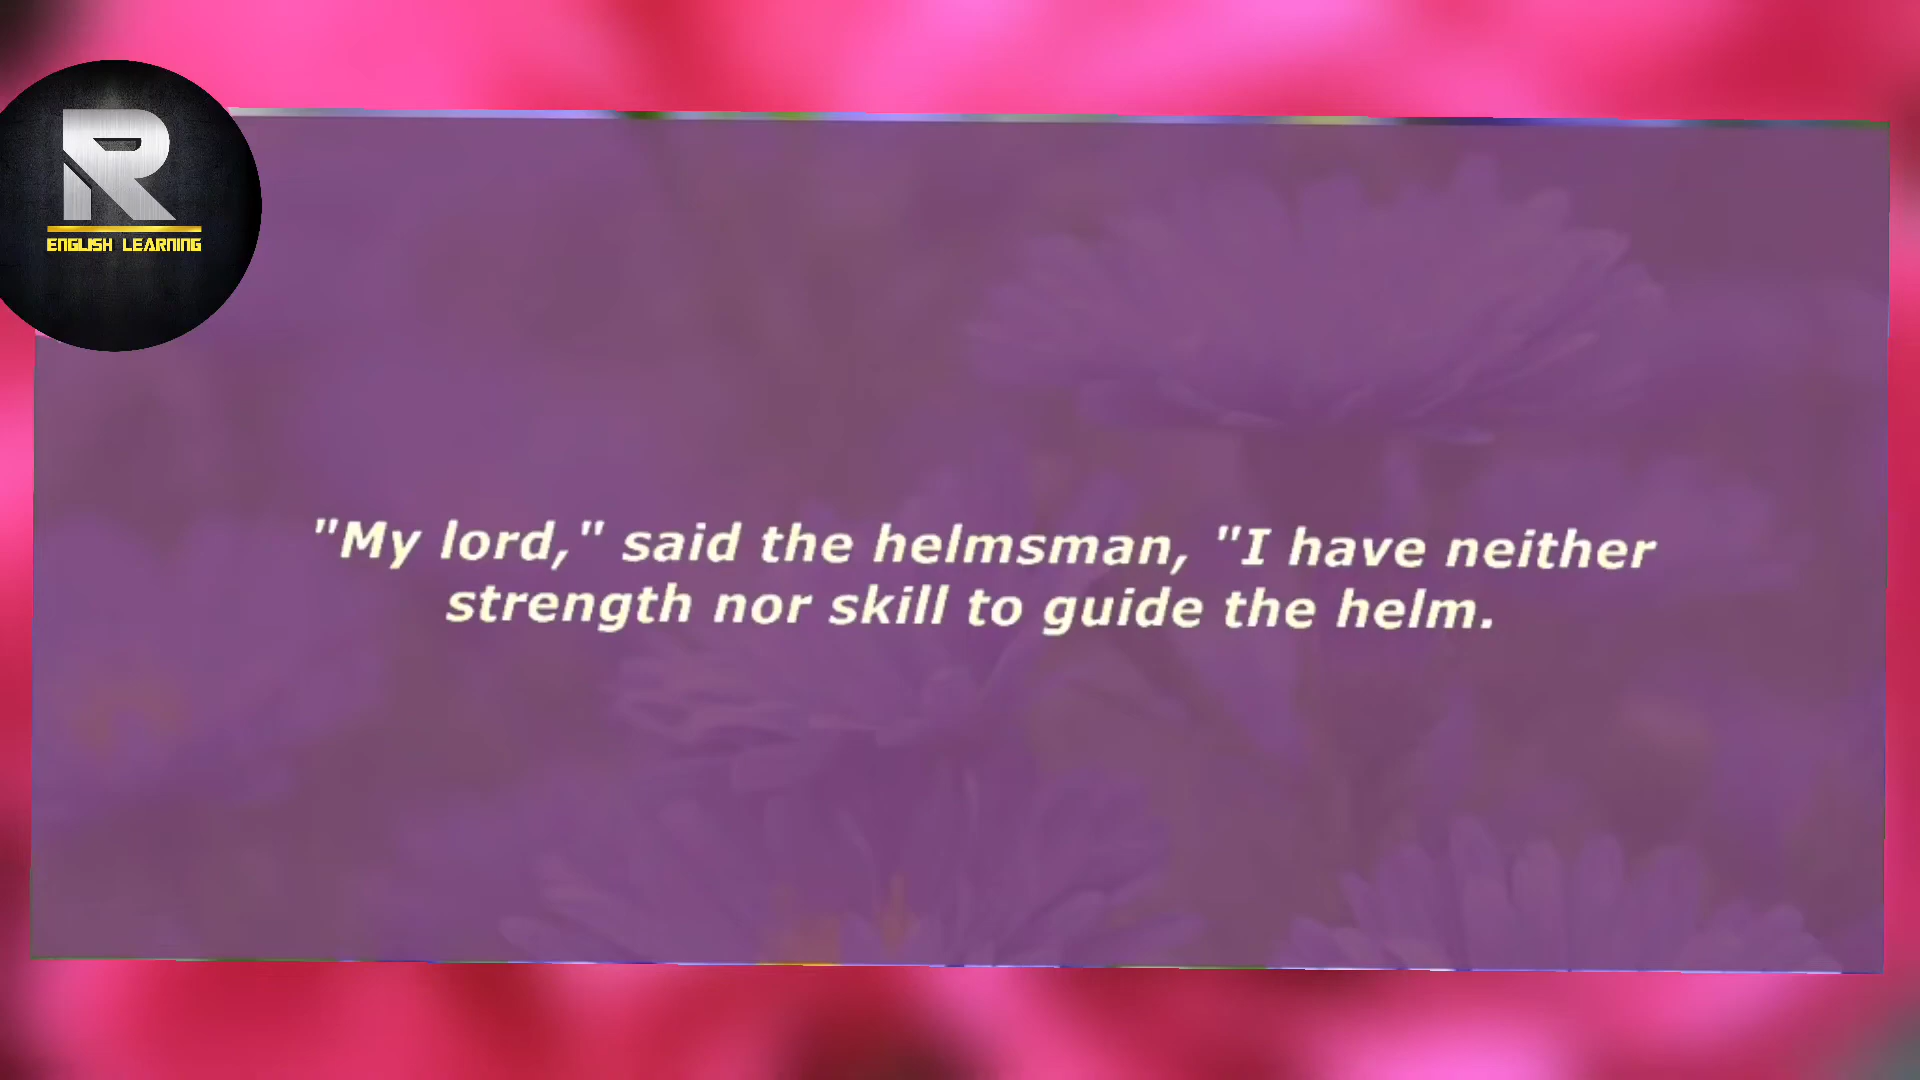 R
ENGLISH LEARNING
"My lord," said the helmsman, "I have neither
strength nor skill to guide the helm.